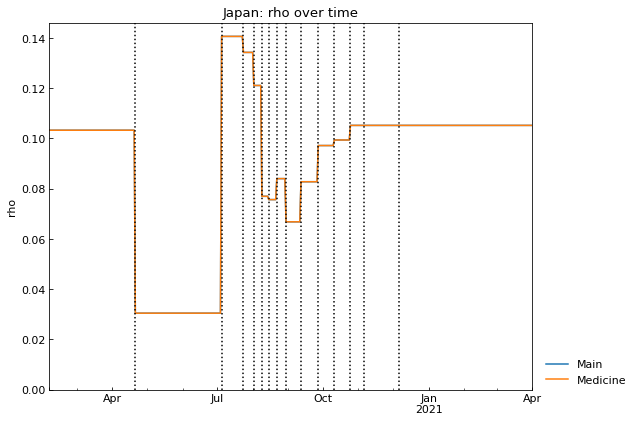 Japan: rho over time
0.14
0.12
0.10
0.08
0.06
0.04
0.02
0.00
rho
Apr
Jul
Oct
Jan
2021
Apr
Main
Medicine